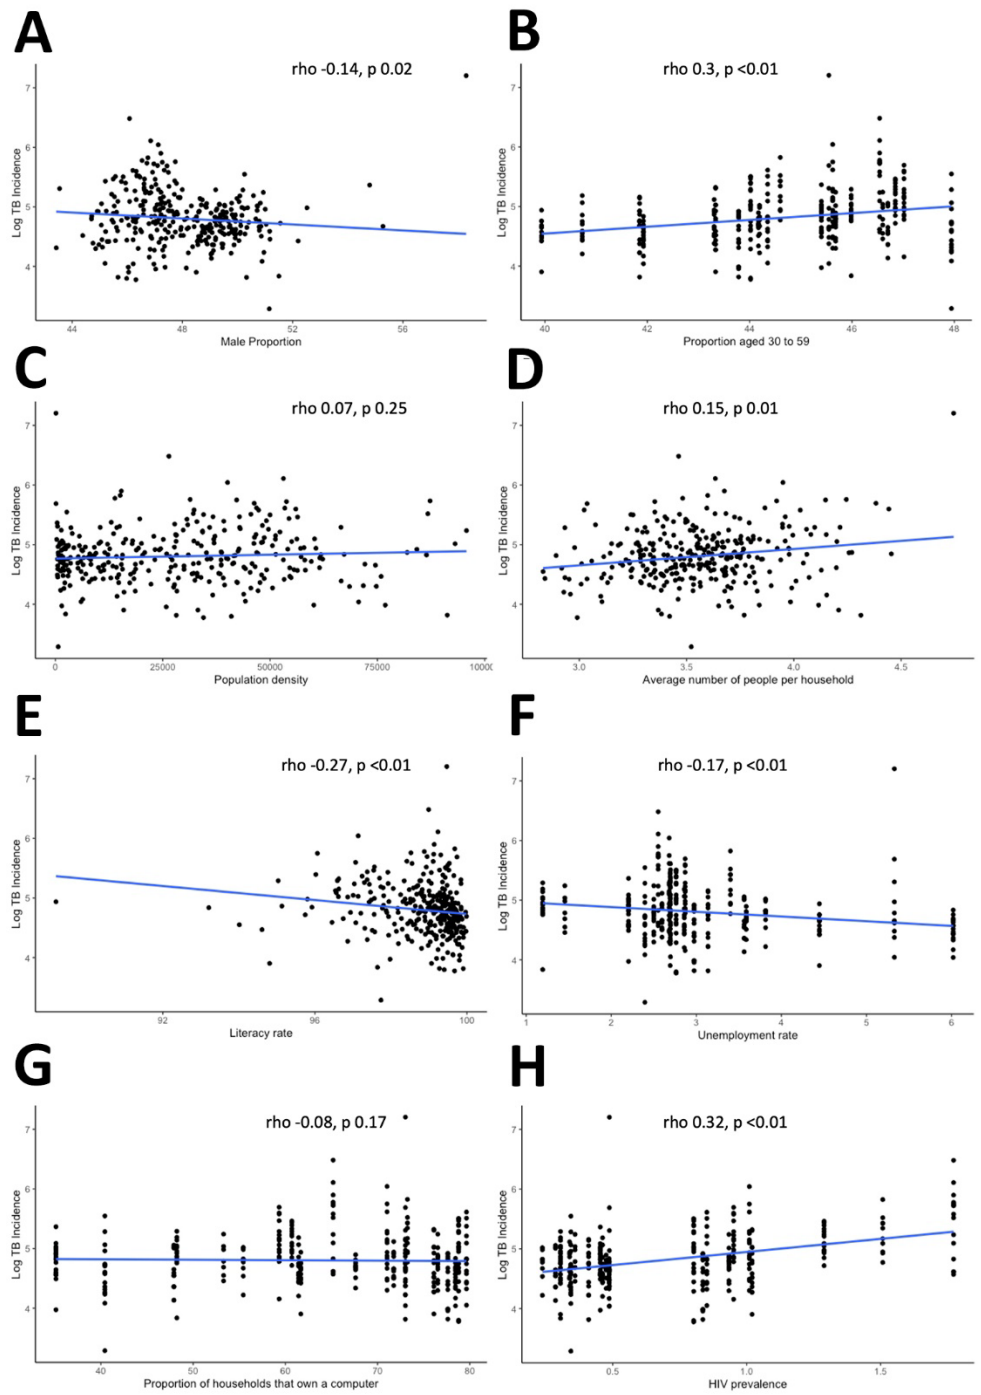 A
B
rho -0.14, p 0.02
rho 0.3, p <0.01
7
6
5
4
Log TB Incidence
44
48
52
56
Male Proportion
7
6
5
4
Log TB Incidence
40
42
44
46
48
Proportion aged 30 to 59
C
D
rho 0.07, p 0.25
rho 0.15, p 0.01
7
6
5
4
Log TB Incidence
0
25000
50000
75000
10000
Population density
7
6
5
4
Log TB Incidence
3.0
3.5
4.0
4.5
Average number of people per household
E
F
rho -0.27, p <0.01
rho -0.17, p <0.01
7
6
5
4
Log TB Incidence
92
96
100
Literacy rate
7
6
5
4
Log TB Incidence
1
2
3
4
5
6
Unemployment rate
G
H
rho -0.08, p 0.17
rho 0.32, p <0.01
7
6
5
4
Log TB Incidence
40
50
60
70
80
Proportion of households that own a computer
7
6
5
4
Log TB Incidence
0.5
1.0
1.5
HIV prevalence